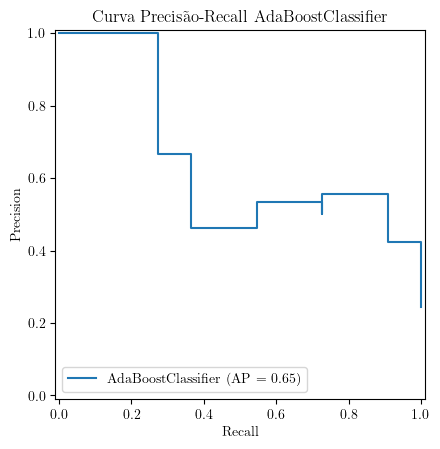 Curva Precisão-Recall AdaBoostClassifier
1.0
0.8
0.6
0.4
0.2
0.0
Precision
AdaBoostClassifier (AP = 0.65)
0.0 0.2 0.4 0.6 0.8 1.0
Recall